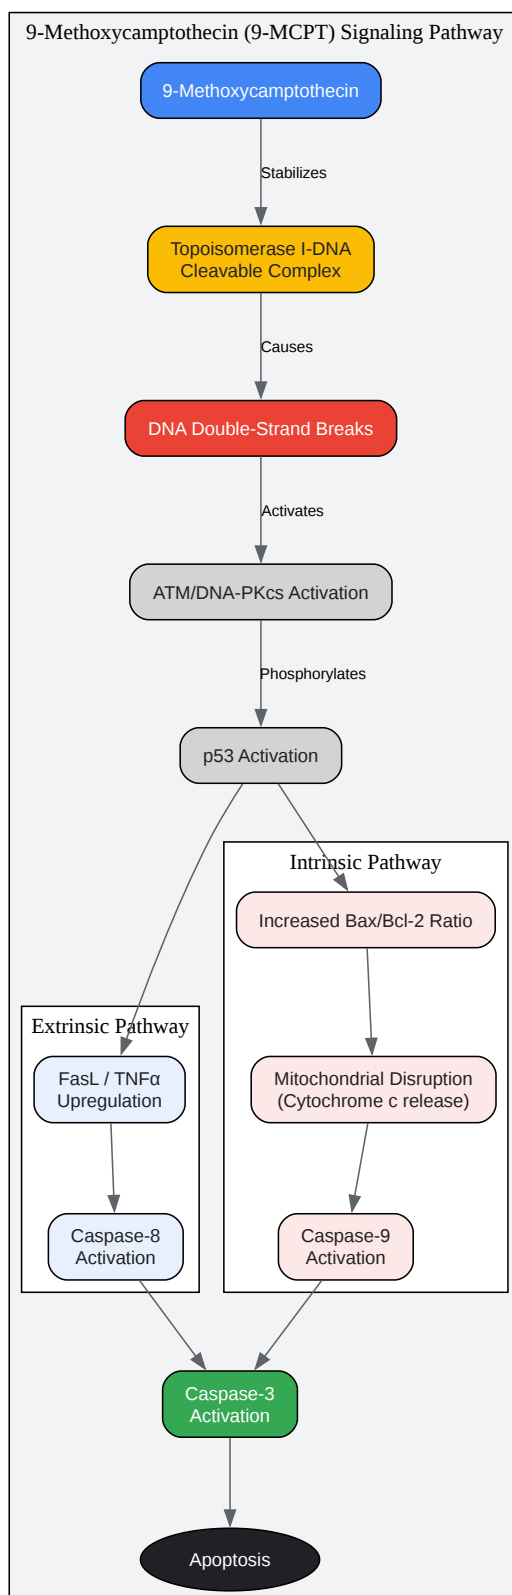 9-Methoxycamptothecin (9-MCPT) Signaling Pathway
9-Methoxycamptothecin
Stabilizes
Topoisomerase I-DNA
Cleavable Complex
Causes
DNA Double-Strand Breaks
Activates
ATM/DNA-PKcs Activation
Phosphorylates
p53 Activation
Intrinsic Pathway
Increased Bax/Bcl-2 Ratio
Extrinsic Pathway
FasL / TNFα
Upregulation
Mitochondrial Disruption
(Cytochrome c release)
Caspase-8
Activation
Caspase-9
Activation
Caspase-3
Activation
Apoptosis